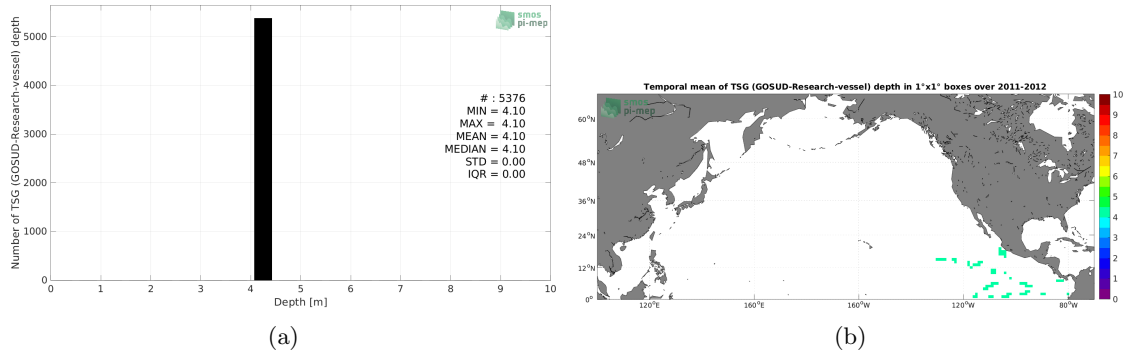 smos
pi-mep
Number of TSG (GOSUD-Research-vessel) depth
5000
4000
3000
2000
1000
0
# : 5376
MIN = 4.10
MAX = 4.10
MEAN = 4.10
MEDIAN = 4.10
STD = 0.00
IQR = 0.00
0 1 2 3 4 5 6 7 8 9 10
Depth [m]
(a)
Temporal mean of TSG (GOSUD-Research-vessel) depth in 1°x1° boxes over 2011-2012
smos
pi-mep
60°N
48°N
36°N
24°N
12°N
0°
120°E 160°E 160°W 120°W 80°W
10
9
8
7
6
5
4
3
2
1
0
(b)